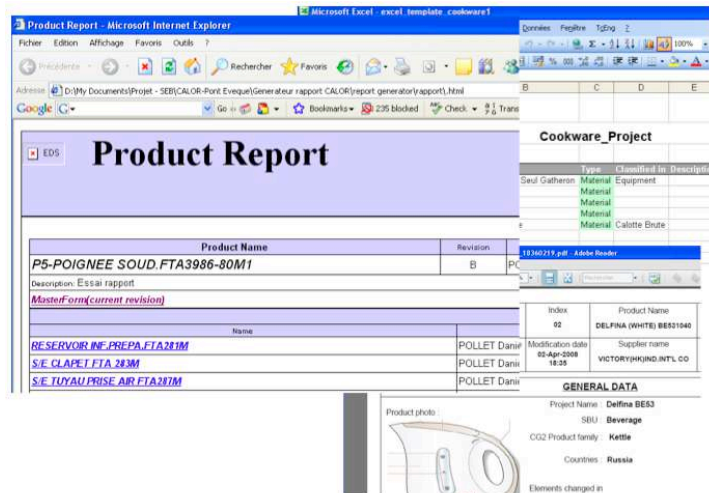 Microsoft Excel - excel_template_cookware1
Product Report - Microsoft Internet Explorer
Fichier Edition Affichage Favoris Outils ?
Précédente Rechercher Favoris
Adresse D:\My Documents\Projet - SEB\CALOR-Pont Eveque\Generateur rapport CALOR\report generator\rapport\.html
Google G Go Bookmarks 235 blocked Check Trans
EDS
Product Report
Product Name Revision
P5-POIGNEE SOUD.FTA3986-80M1 B PO
Description: Essai rapport
MasterForm(current revision)
Name
RESERVOIR INF.PREPA.FTA281M POLLET Danie
S/E CLAPET FTA 283M POLLET Danie
S/E TUYAU PRISE AIR FTA287M POLLET Danie
Données Fenêtre ?
100%
B C D E
Cookware_Project
Type Classified in Descripti
Seul Gatheron Material Equipment
Material
Material
Material
e Material Calotte Brute
_10360219.pdf - Adobe Reader
Index Product Name
02 DELFINA (WHITE) BE531040
Modification date Supplier name
02-Apr-2008 VICTORY(HK)IND.INT'L CO
18:35
GENERAL DATA
Project Name : Delfina BE53
SBU : Beverage
CG2 Product family : Kettle
Countries : Russia
Elements changed in
Product photo :